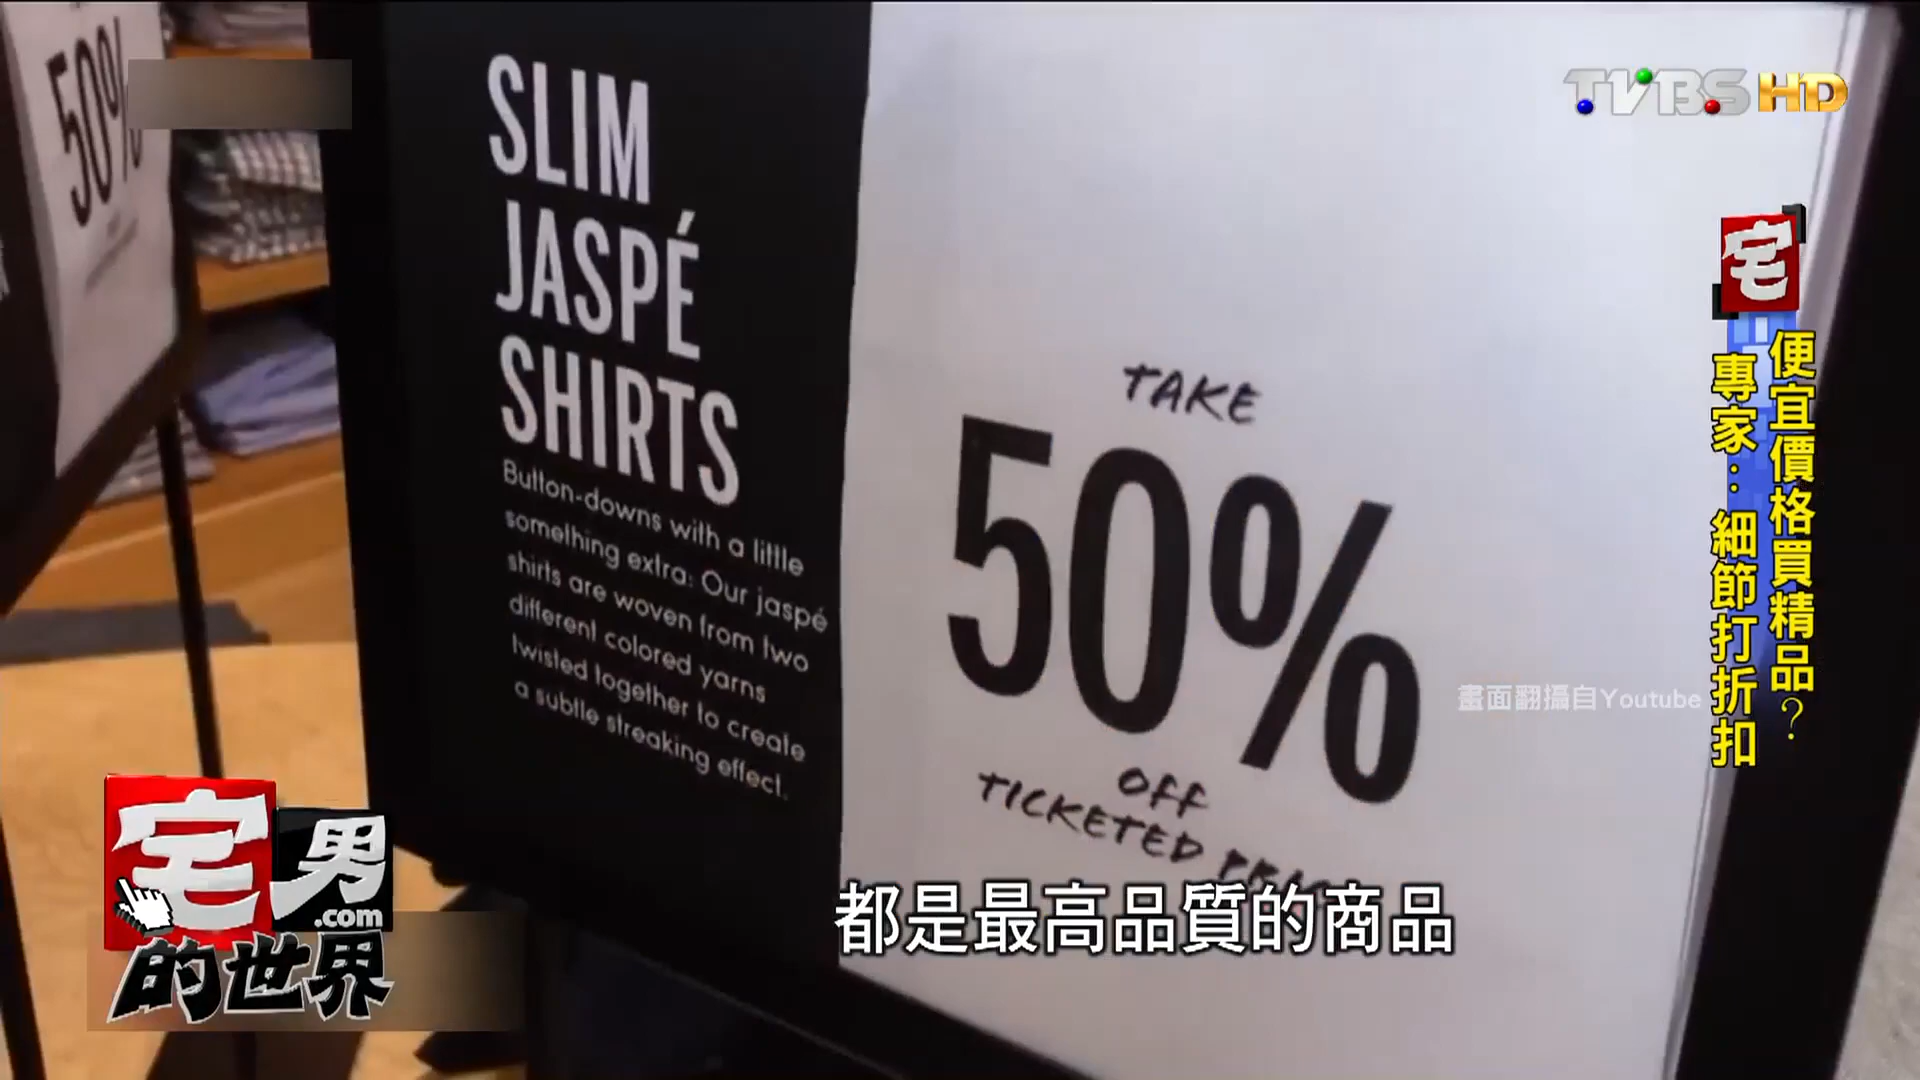 50%
SLIM
JASPÉ
SHIRTS
Button-downs with a little
something extra: Our jaspé
shirts are woven from two
different colored yarns
twisted together to create
a subtle streaking effect.
TAKE
50%
OFF
TICKETED
TVBS HD
宅
便宜價格買精品?
專家:細節打折扣
畫面翻攝自Youtube
宅男
.com
的世界
都是最高品質的商品